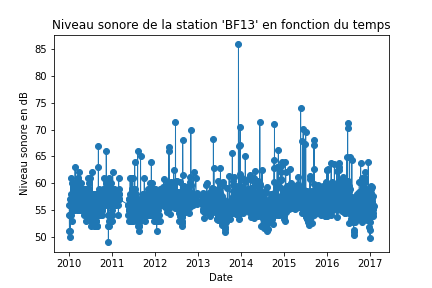 Niveau sonore de la station 'BF13' en fonction du temps
Niveau sonore en dB
85
80
75
70
65
60
55
50
2010 2011 2012 2013 2014 2015 2016 2017
Date